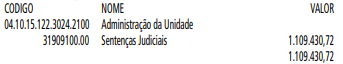 CODIGO NOME VALOR
04.10.15.122.3024.2100 Administração da Unidade
31909100.00 Sentenças Judiciais 1.109.430,72
1.109.430,72